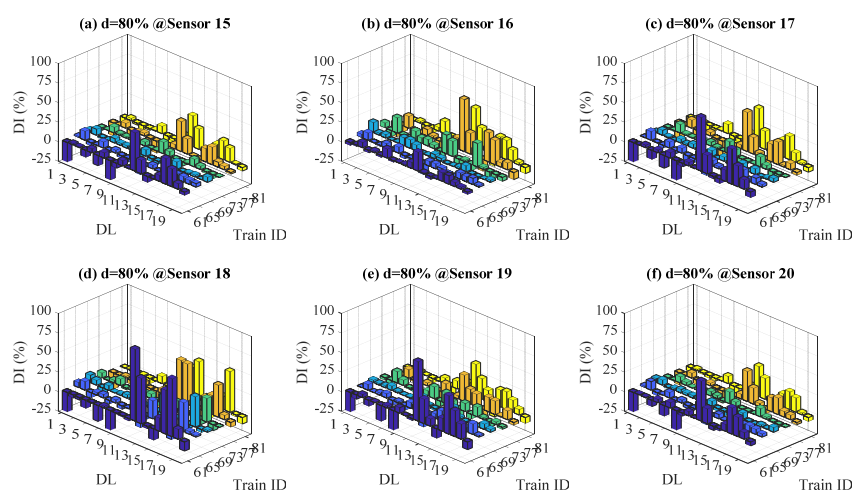 (a) d=80% @Sensor 15
(b) d=80% @Sensor 16
(c) d=80% @Sensor 17
100
75
50
25
0
-25
DI (%)
1 3 5 7 9 11 13 15 17 19
DL
61 65 69 73 77 81
Train ID
100
75
50
25
0
-25
DI (%)
1 3 5 7 9 11 13 15 17 19
DL
61 65 69 73 77 81
Train ID
100
75
50
25
0
-25
DI (%)
1 3 5 7 9 11 13 15 17 19
DL
61 65 69 73 77 81
Train ID
(d) d=80% @Sensor 18
(e) d=80% @Sensor 19
(f) d=80% @Sensor 20
100
75
50
25
0
-25
DI (%)
1 3 5 7 9 11 13 15 17 19
DL
61 65 69 73 77 81
Train ID
100
75
50
25
0
-25
DI (%)
1 3 5 7 9 11 13 15 17 19
DL
61 65 69 73 77 81
Train ID
100
75
50
25
0
-25
DI (%)
1 3 5 7 9 11 13 15 17 19
DL
61 65 69 73 77 81
Train ID